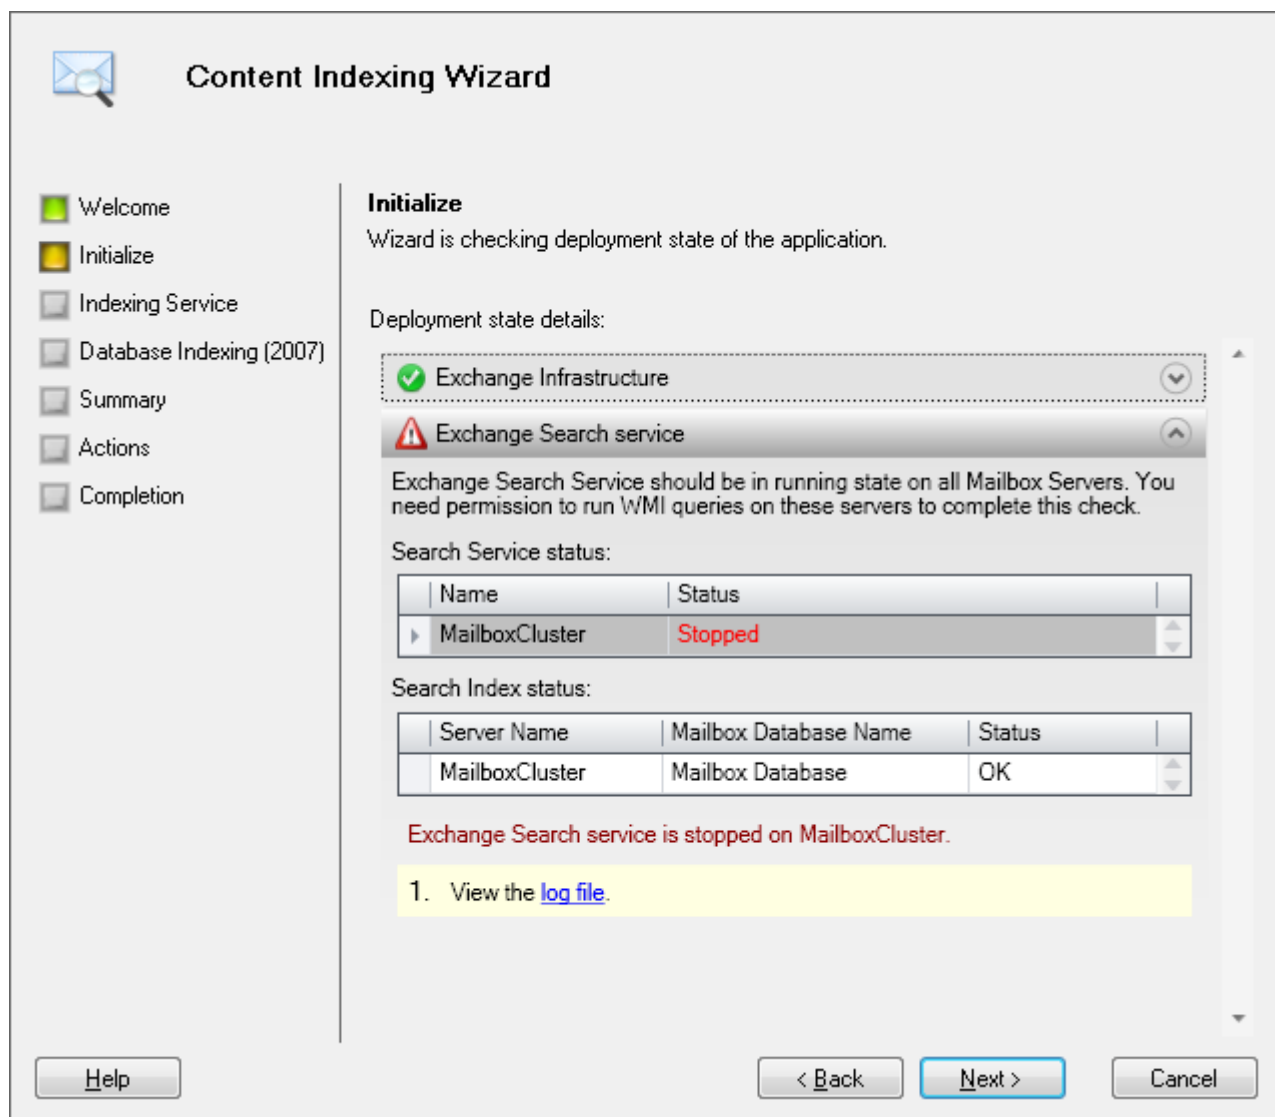 Content Indexing Wizard
Welcome
Initialize
Indexing Service
Database Indexing (2007)
Summary
Actions
Completion
Initialize
Wizard is checking deployment state of the application.
Deployment state details:
Exchange Infrastructure
Exchange Search service
Exchange Search Service should be in running state on all Mailbox Servers. You
need permission to run WMI queries on these servers to complete this check.
Search Service status:
Name Status
MailboxCluster Stopped
Search Index status:
Server Name Mailbox Database Name Status
MailboxCluster Mailbox Database OK
Exchange Search service is stopped on MailboxCluster.
1. View the log file.
Help < Back Next > Cancel